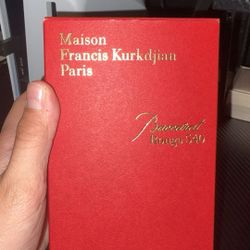 Maison
Francis Kurkdjian
Paris
Baccarat
Rouge 540